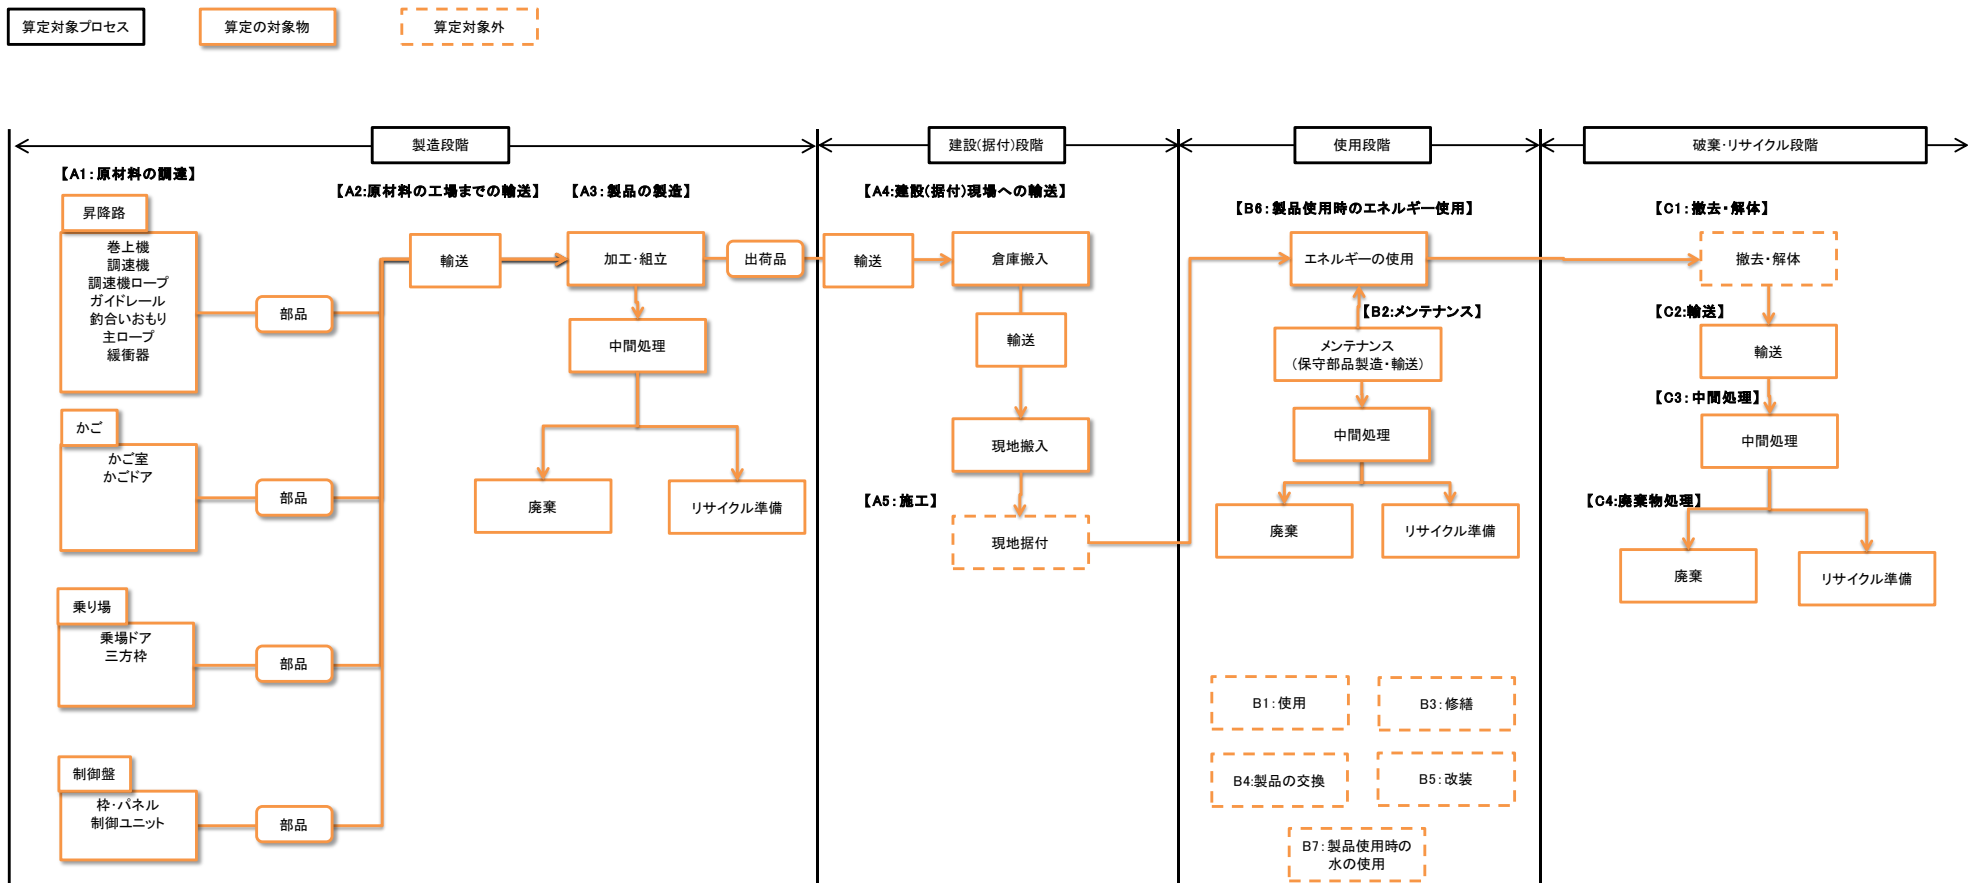 算定対象プロセス
算定の対象物
算定対象外
製造段階
建設(据付)段階
使用段階
破棄・リサイクル段階
【A1:原材料の調達】
【A2:原材料の工場までの輸送】
【A3:製品の製造】
【A4:建設(据付)現場への輸送】
【B6:製品使用時のエネルギー使用】
【C1:撤去・解体】
昇降路
巻上機
調速機
調速機ロープ
ガイドレール
釣合いおもり
主ロープ
緩衝器
部品
輸送
加工・組立
出荷品
中間処理
廃棄
リサイクル準備
かご
かご室
かごドア
部品
乗り場
乗場ドア
三方枠
部品
制御盤
枠・パネル
制御ユニット
部品
輸送
倉庫搬入
輸送
現地搬入
【A5:施工】
現地据付
エネルギーの使用
【B2:メンテナンス】
メンテナンス
(保守部品製造・輸送)
中間処理
廃棄
リサイクル準備
B1:使用
B3:修繕
B4:製品の交換
B5:改装
B7:製品使用時の
水の使用
撤去・解体
【C2:輸送】
輸送
【C3:中間処理】
中間処理
【C4:廃棄物処理】
廃棄
リサイクル準備